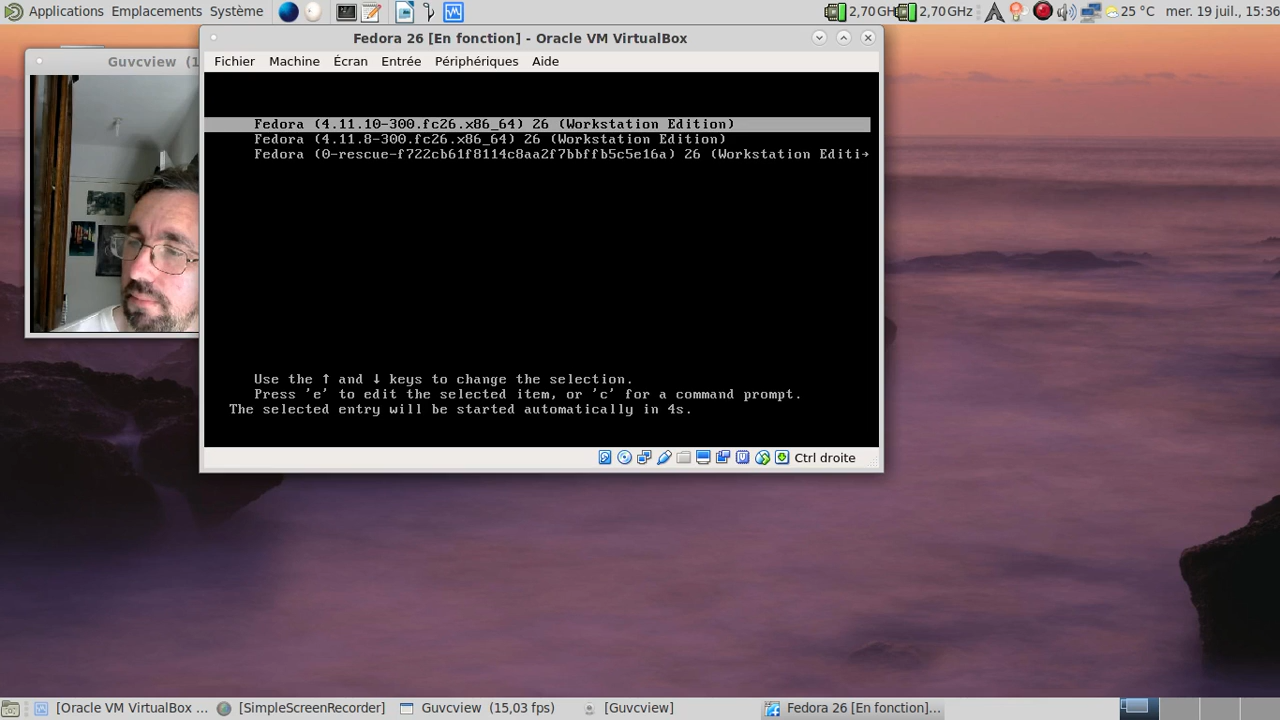 Applications Emplacements Système
2,70GHz 2,70 GHz 25 °C mer. 19 juil., 15:36
Guvcview (1
Fedora 26 [En fonction] - Oracle VM VirtualBox
Fichier Machine Écran Entrée Périphériques Aide
Fedora (4.11.10-300.fc26.x86_64) 26 (Workstation Edition)
Fedora (4.11.8-300.fc26.x86_64) 26 (Workstation Edition)
Fedora (0-rescue-f722cb61f8114c8aa2f7bbffb5c5e16a) 26 (Workstation Editi→
Use the ↑ and ↓ keys to change the selection.
Press 'e' to edit the selected item, or 'c' for a command prompt.
The selected entry will be started automatically in 4s.
Ctrl droite
[Oracle VM VirtualBox ... [SimpleScreenRecorder] Guvcview (15,03 fps) [Guvcview] Fedora 26 [En fonction]...